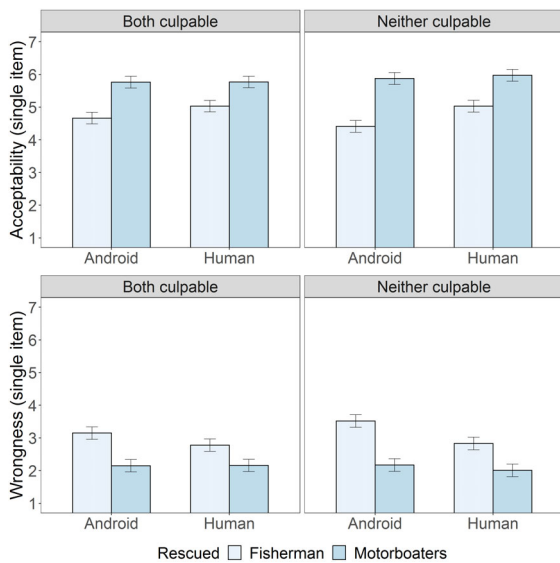 Both culpable
Neither culpable
Acceptability (single item)
7
6
5
4
3
2
1
Android
Human
Android
Human
Both culpable
Neither culpable
Wrongness (single item)
7
6
5
4
3
2
1
Android
Human
Android
Human
Rescued Fisherman Motorboaters